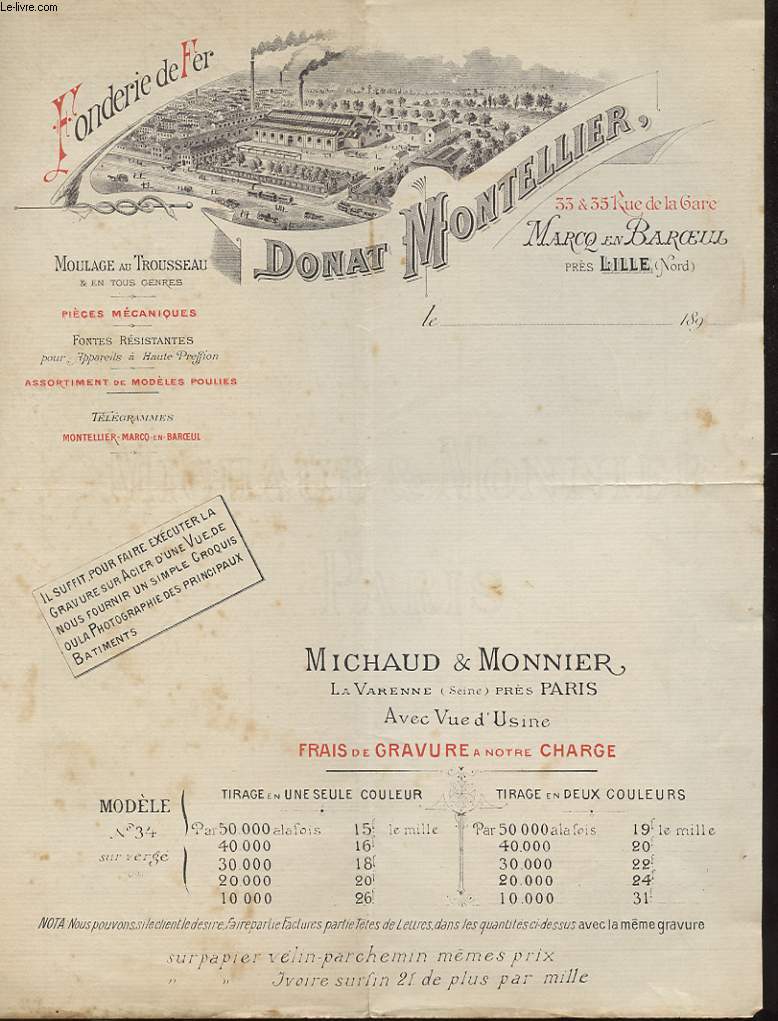 Le-livre.com
Fonderie de Fer
DONAT MONTELLIER,
33 & 35 Rue de la Gare
MARCQ EN BARŒUL
PRÈS LILLE (Nord)
MOULAGE AU TROUSSEAU
& EN TOUS GENRES
PIÈCES MÉCANIQUES
FONTES RÉSISTANTES
pour Appareils à Haute Pression
ASSORTIMENT DE MODÈLES POULIES
TÉLÉGRAMMES
MONTELLIER-MARCQ-EN-BARŒUL
le 189
IL SUFFIT, POUR FAIRE EXÉCUTER LA
GRAVURE SUR ACIER D'UNE VUE, DE
NOUS FOURNIR UN SIMPLE CROQUIS
OU LA PHOTOGRAPHIE DES PRINCIPAUX
BATIMENTS
MICHAUD & MONNIER,
LA VARENNE (Seine) PRÈS PARIS
Avec Vue d'Usine
FRAIS DE GRAVURE A NOTRE CHARGE
MODÈLE
No 34
sur vergé
TIRAGE EN UNE SEULE COULEUR
Par 50.000 à la fois 15f le mille
40 000 16f
30 000 18f
20 000 20f
10 000 26f
TIRAGE EN DEUX COULEURS
Par 50 000 à la fois 19f le mille
40.000 20f
30.000 22f
20.000 24f
10.000 31f
NOTA. Nous pouvons, si le client le désire, faire partie Factures partie Têtes de Lettres, dans les quantités ci-dessus avec la même gravure
sur papier vélin-parchemin mêmes prix
" " Ivoire surfin 2f de plus par mille